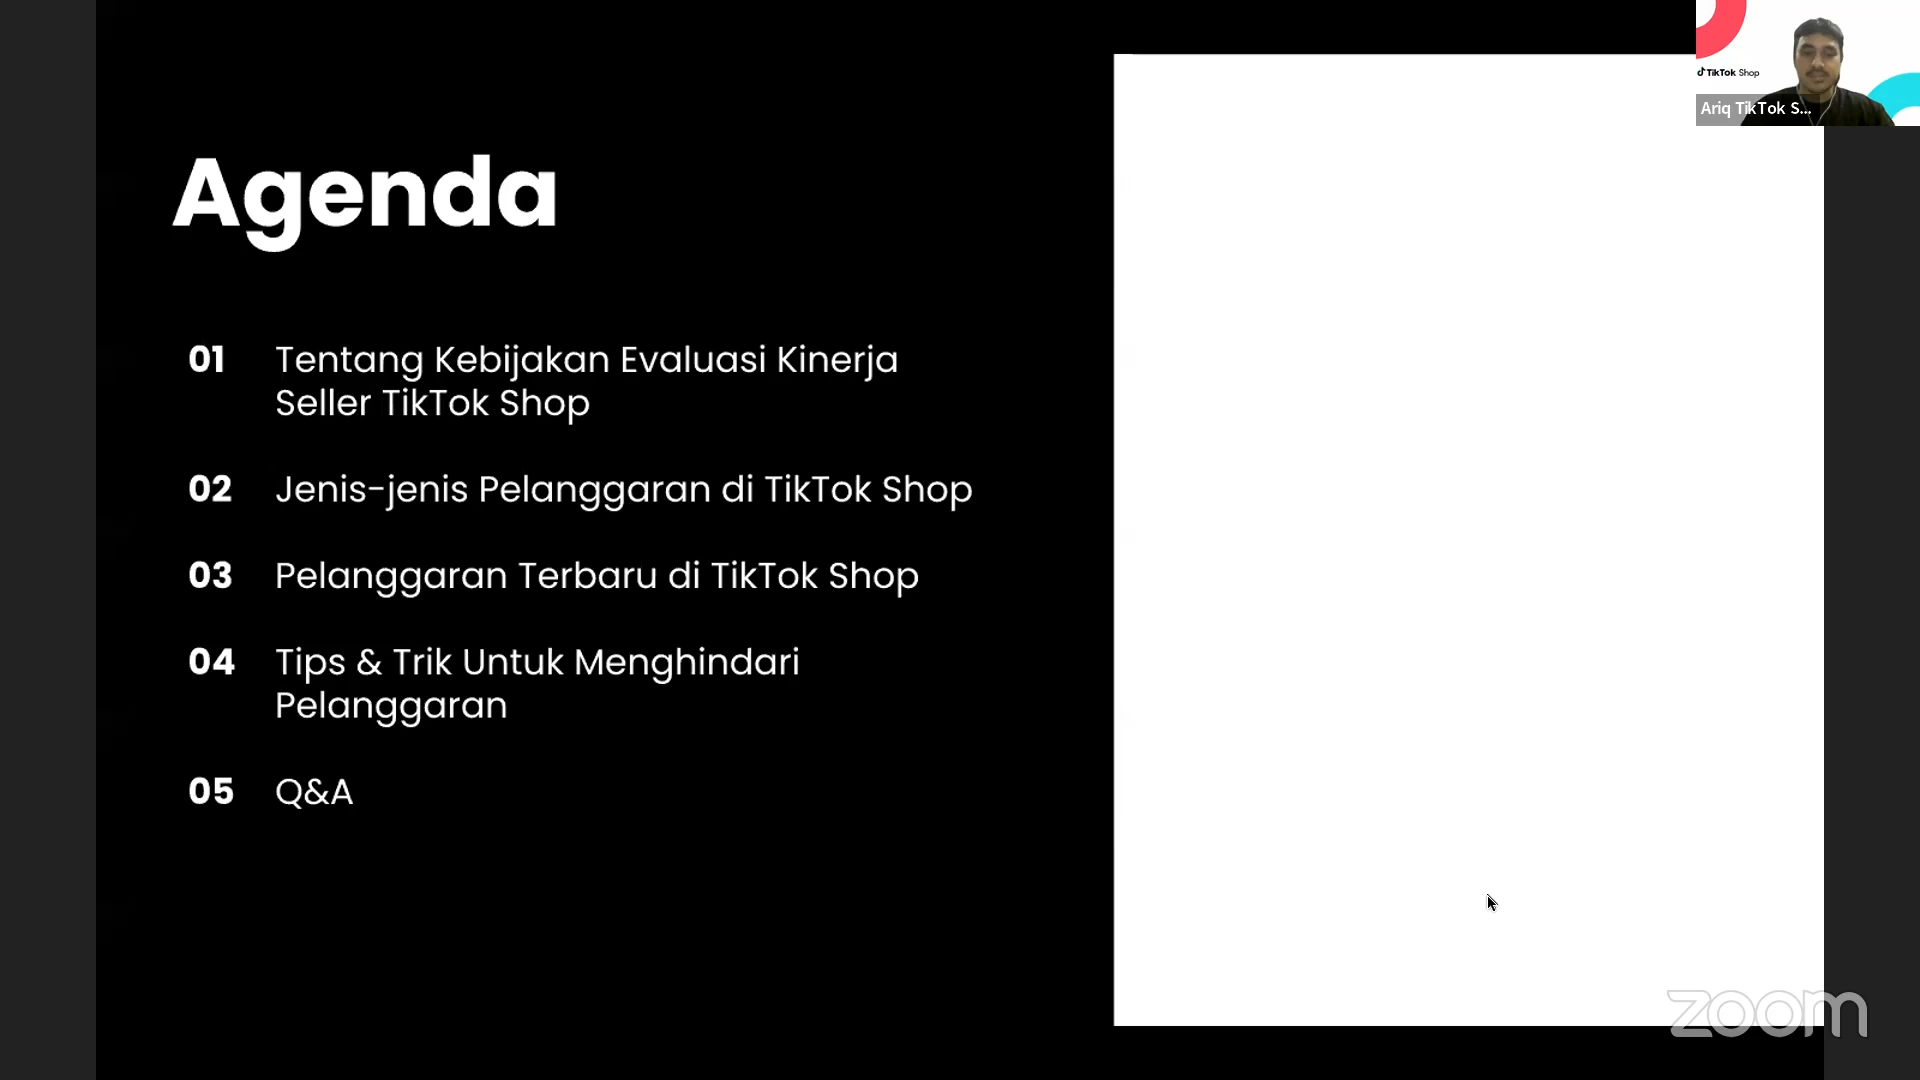 Agenda
01 Tentang Kebijakan Evaluasi Kinerja
Seller TikTok Shop
02 Jenis-jenis Pelanggaran di TikTok Shop
03 Pelanggaran Terbaru di TikTok Shop
04 Tips & Trik Untuk Menghindari
Pelanggaran
05 Q&A
TikTok Shop
Ariq TikTok S...
zoom